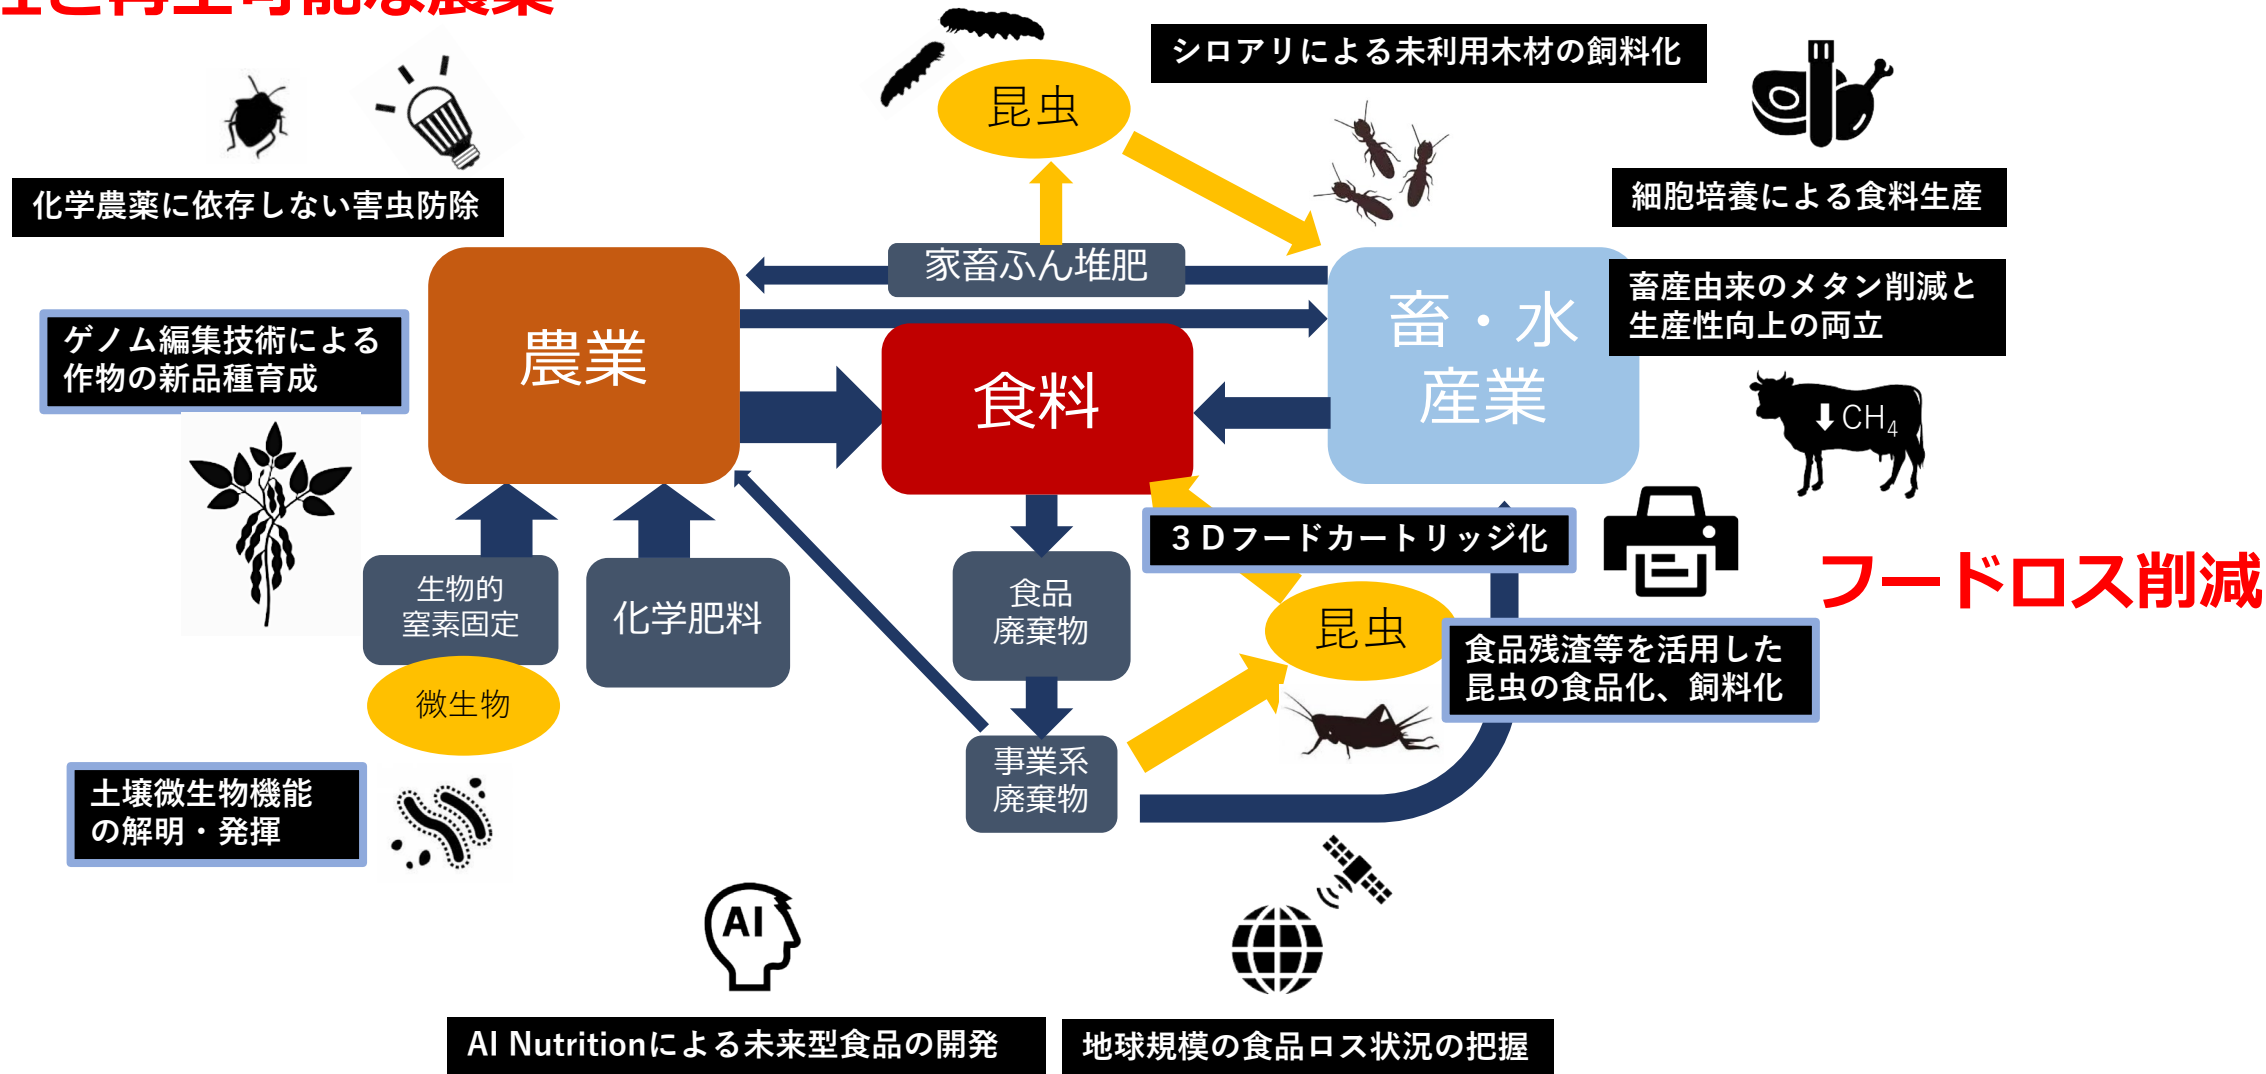 と再生可能な農業
昆虫
シロアリによる未利用木材の飼料化
化学農薬に依存しない害虫防除
細胞培養による食料生産
家畜ふん堆肥
畜産由来のメタン削減と
生産性向上の両立
ゲノム編集技術による
作物の新品種育成
農業
食料
畜・水
産業
CH₄
3Dフードカートリッジ化
フードロス削減
生物的
窒素固定
化学肥料
食品
廃棄物
昆虫
食品残渣等を活用した
昆虫の食品化、飼料化
微生物
事業系
廃棄物
土壌微生物機能
の解明・発揮
AI
AI Nutritionによる未来型食品の開発
地球規模の食品ロス状況の把握